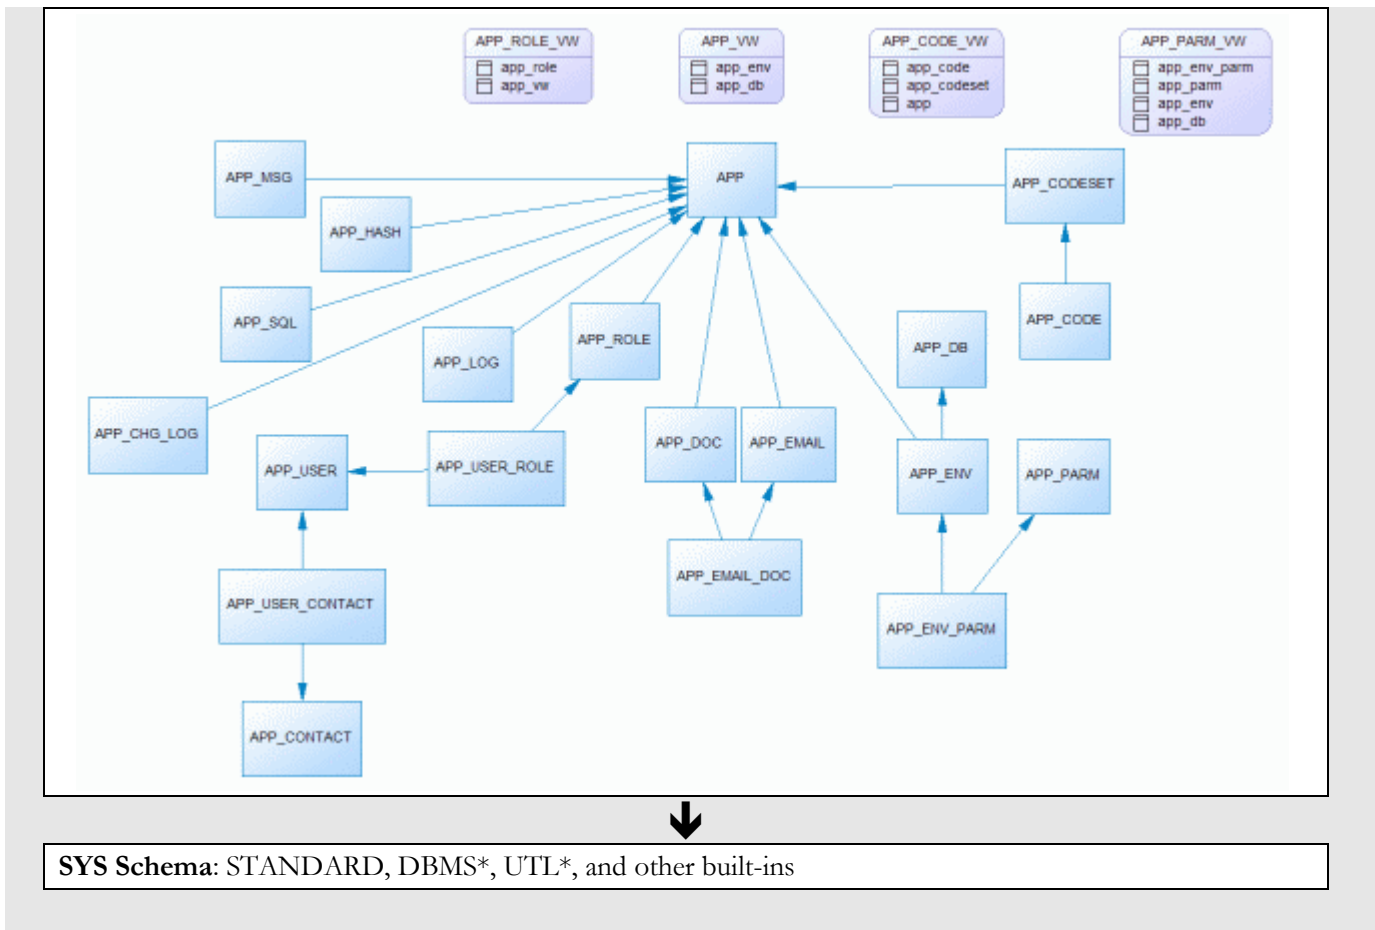 APP_ROLE_VW
app_role
app_vw
APP_VW
app_env
app_db
APP_CODE_VW
app_code
app_codeset
app
APP_PARM_VW
app_env_parm
app_parm
app_env
app_db
APP_MSG
APP
APP_CODESET
APP_HASH
APP_SQL
APP_LOG
APP_ROLE
APP_DB
APP_CODE
APP_CHG_LOG
APP_USER
APP_USER_ROLE
APP_DOC
APP_EMAIL
APP_ENV
APP_PARM
APP_USER_CONTACT
APP_EMAIL_DOC
APP_ENV_PARM
APP_CONTACT
SYS Schema: STANDARD, DBMS*, UTL*, and other built-ins